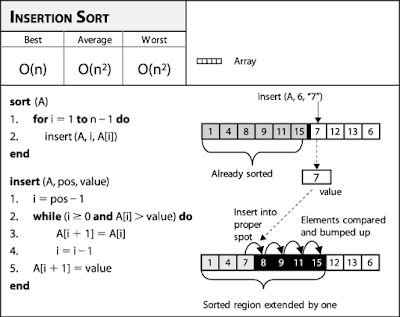 INSERTION SORT
Best Average Worst
O(n) O(n²) O(n²)
Array
sort (A)
1. for i = 1 to n – 1 do
2. insert (A, i, A[i])
end
insert (A, pos, value)
1. i = pos – 1
2. while (i ≥ 0 and A[i] > value) do
3. A[i + 1] = A[i]
4. i = i – 1
5. A[i + 1] = value
end
insert (A, 6, “7”)
1 4 8 9 11 15 7 12 13 6
Already sorted
7
value
Insert into
proper
spot
Elements compared
and bumped up
1 4 7 8 9 11 15 12 13 6
Sorted region extended by one